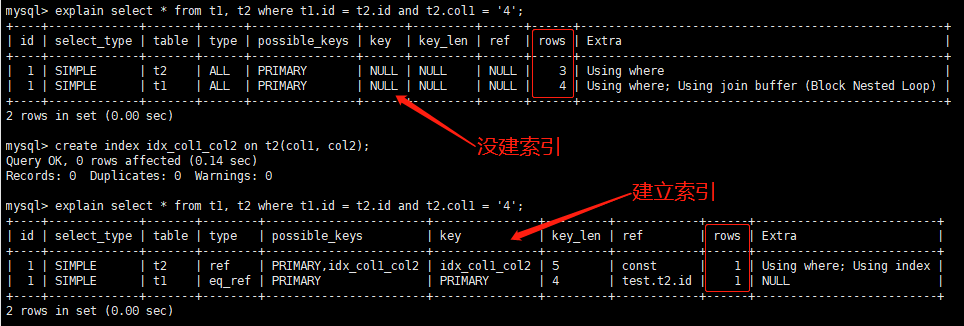 mysql> explain select * from t1, t2 where t1.id = t2.id and t2.col1 = '4';
| id | select_type | table | type | possible_keys | key | key_len | ref | rows | Extra |
| 1 | SIMPLE | t2 | ALL | PRIMARY | NULL | NULL | NULL | 3 | Using where |
| 1 | SIMPLE | t1 | ALL | PRIMARY | NULL | NULL | NULL | 4 | Using where; Using join buffer (Block Nested Loop) |
2 rows in set (0.00 sec)
没建索引
mysql> create index idx_col1_col2 on t2(col1, col2);
Query OK, 0 rows affected (0.14 sec)
Records: 0  Duplicates: 0  Warnings: 0
建立索引
mysql> explain select * from t1, t2 where t1.id = t2.id and t2.col1 = '4';
| id | select_type | table | type | possible_keys | key | key_len | ref | rows | Extra |
| 1 | SIMPLE | t2 | ref | PRIMARY,idx_col1_col2 | idx_col1_col2 | 5 | const | 1 | Using where; Using index |
| 1 | SIMPLE | t1 | eq_ref | PRIMARY | PRIMARY | 4 | test.t2.id | 1 | NULL |
2 rows in set (0.00 sec)